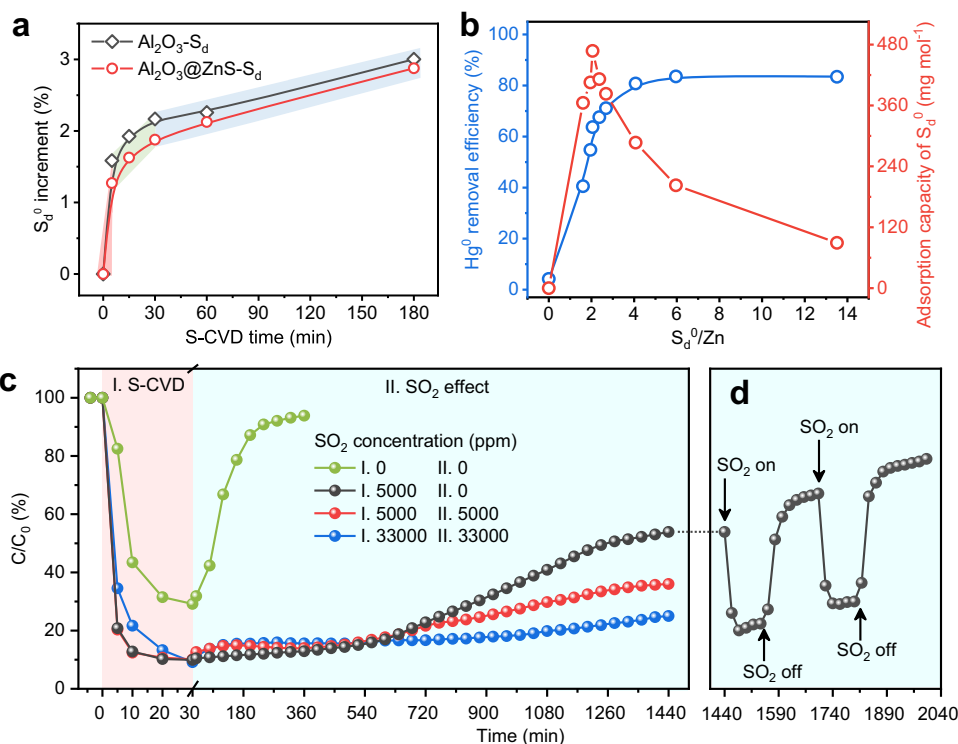 a
Al₂O₃-S_d
Al₂O₃@ZnS-S_d
S_d⁰ increment (%)
3
2
1
0
0 30 60 90 120 150 180
S-CVD time (min)
b
Hg⁰ removal efficiency (%)
100
80
60
40
20
0
0 2 4 6 8 10 12 14
S_d⁰/Zn
480
360
240
120
0
Adsorption capacity of S_d⁰ (mg mol⁻¹)
c
I. S-CVD
II. SO₂ effect
SO₂ concentration (ppm)
I. 0 II. 0
I. 5000 II. 0
I. 5000 II. 5000
I. 33000 II. 33000
C/C₀ (%)
100
80
60
40
20
0
0 10 20 30 180 360 540 720 900 1080 1260 1440
Time (min)
d
SO₂ on
SO₂ on
SO₂ off
SO₂ off
1440 1590 1740 1890 2040